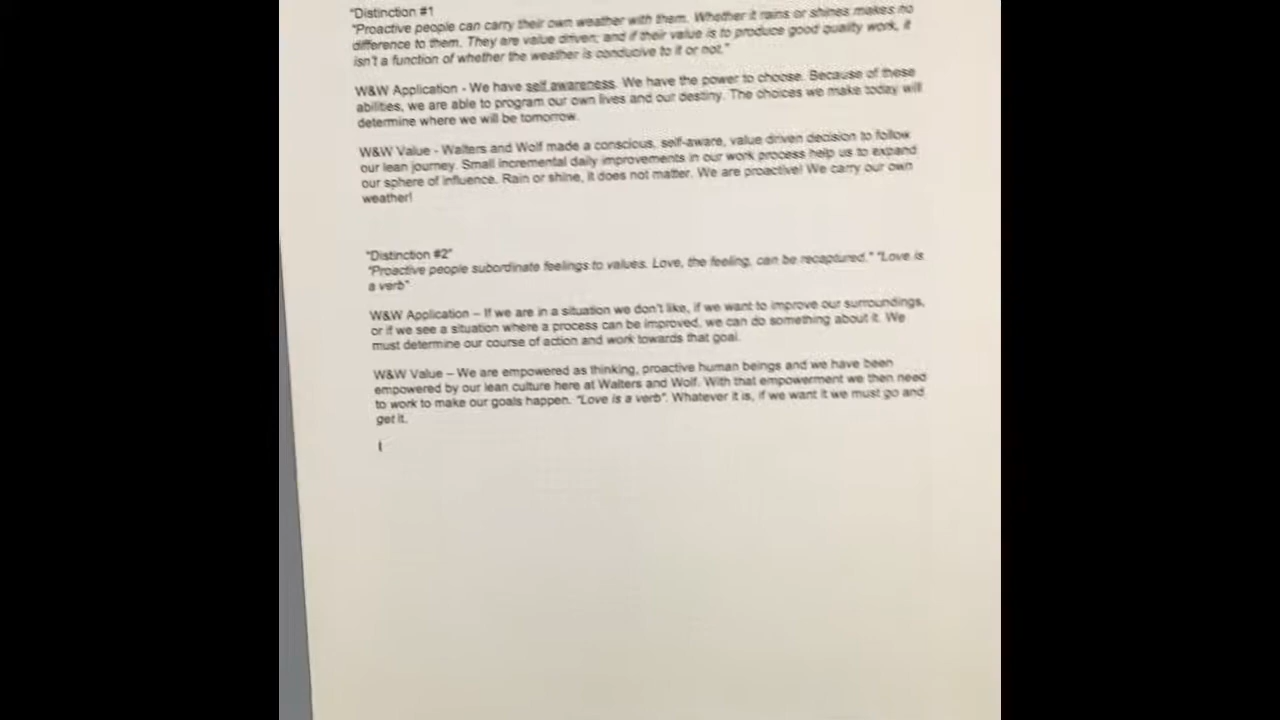 "Distinction #1
"Proactive people can carry their own weather with them. Whether it rains or shines makes no
difference to them. They are value driven; and if their value is to produce good quality work, it
isn't a function of whether the weather is conducive to it or not."
W&W Application - We have self awareness. We have the power to choose. Because of these
abilities, we are able to program our own lives and our destiny. The choices we make today will
determine where we will be tomorrow.
W&W Value - Walters and Wolf made a conscious, self-aware, value driven decision to follow
our lean journey. Small incremental daily improvements in our work process help us to expand
our sphere of influence. Rain or shine, it does not matter. We are proactive! We carry our own
weather!
"Distinction #2"
"Proactive people subordinate feelings to values. Love, the feeling, can be recaptured." "Love is
a verb"
W&W Application – If we are in a situation we don't like, if we want to improve our surroundings,
or if we see a situation where a process can be improved, we can do something about it. We
must determine our course of action and work towards that goal.
W&W Value – We are empowered as thinking, proactive human beings and we have been
empowered by our lean culture here at Walters and Wolf. With that empowerment we then need
to work to make our goals happen. "Love is a verb". Whatever it is, if we want it we must go and
get it.